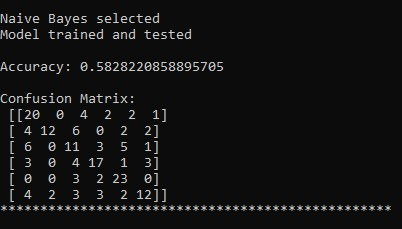 Naive Bayes selected
Model trained and tested
Accuracy: 0.5828220858895705
Confusion Matrix:
[[20  0  4  2  2  1]
[ 4 12  6  0  2  2]
[ 6  0 11  3  5  1]
[ 3  0  4 17  1  3]
[ 0  0  3  2 23  0]
[ 4  2  3  3  2 12]]
*************************************************